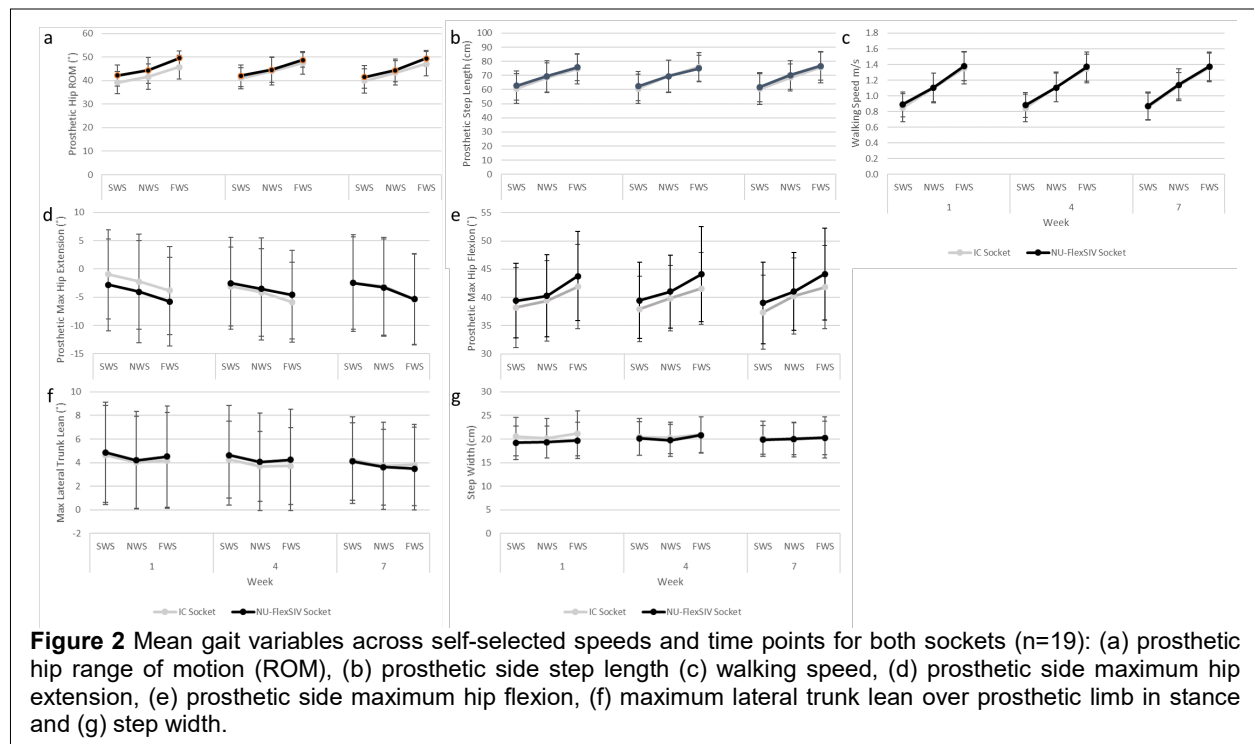 a
Prosthetic Hip ROM (˚)
60
50
40
30
20
10
0
SWS NWS FWS SWS NWS FWS SWS NWS FWS
b
Prosthetic Step Length (cm)
100
90
80
70
60
50
40
30
20
10
0
SWS NWS FWS SWS NWS FWS SWS NWS FWS
c
Walking Speed m/s
1.8
1.6
1.4
1.2
1.0
0.8
0.6
0.4
0.2
0.0
SWS NWS FWS SWS NWS FWS SWS NWS FWS
1 4 7
Week
IC Socket NU-FlexSIV Socket
d
Prosthetic Max Hip Extension (˚)
10
5
0
-5
-10
-15
SWS NWS FWS SWS NWS FWS SWS NWS FWS
e
Prosthetic Max Hip Flexion (˚)
55
50
45
40
35
30
SWS NWS FWS SWS NWS FWS SWS NWS FWS
f
Max Lateral Trunk Lean (˚)
10
8
6
4
2
0
-2
SWS NWS FWS SWS NWS FWS SWS NWS FWS
1 4 7
Week
IC Socket NU-FlexSIV Socket
g
Step Width (cm)
30
25
20
15
10
5
0
SWS NWS FWS SWS NWS FWS SWS NWS FWS
1 4 7
Week
IC Socket NU-FlexSIV Socket
Figure 2 Mean gait variables across self-selected speeds and time points for both sockets (n=19): (a) prosthetic
hip range of motion (ROM), (b) prosthetic side step length (c) walking speed, (d) prosthetic side maximum hip
extension, (e) prosthetic side maximum hip flexion, (f) maximum lateral trunk lean over prosthetic limb in stance
and (g) step width.